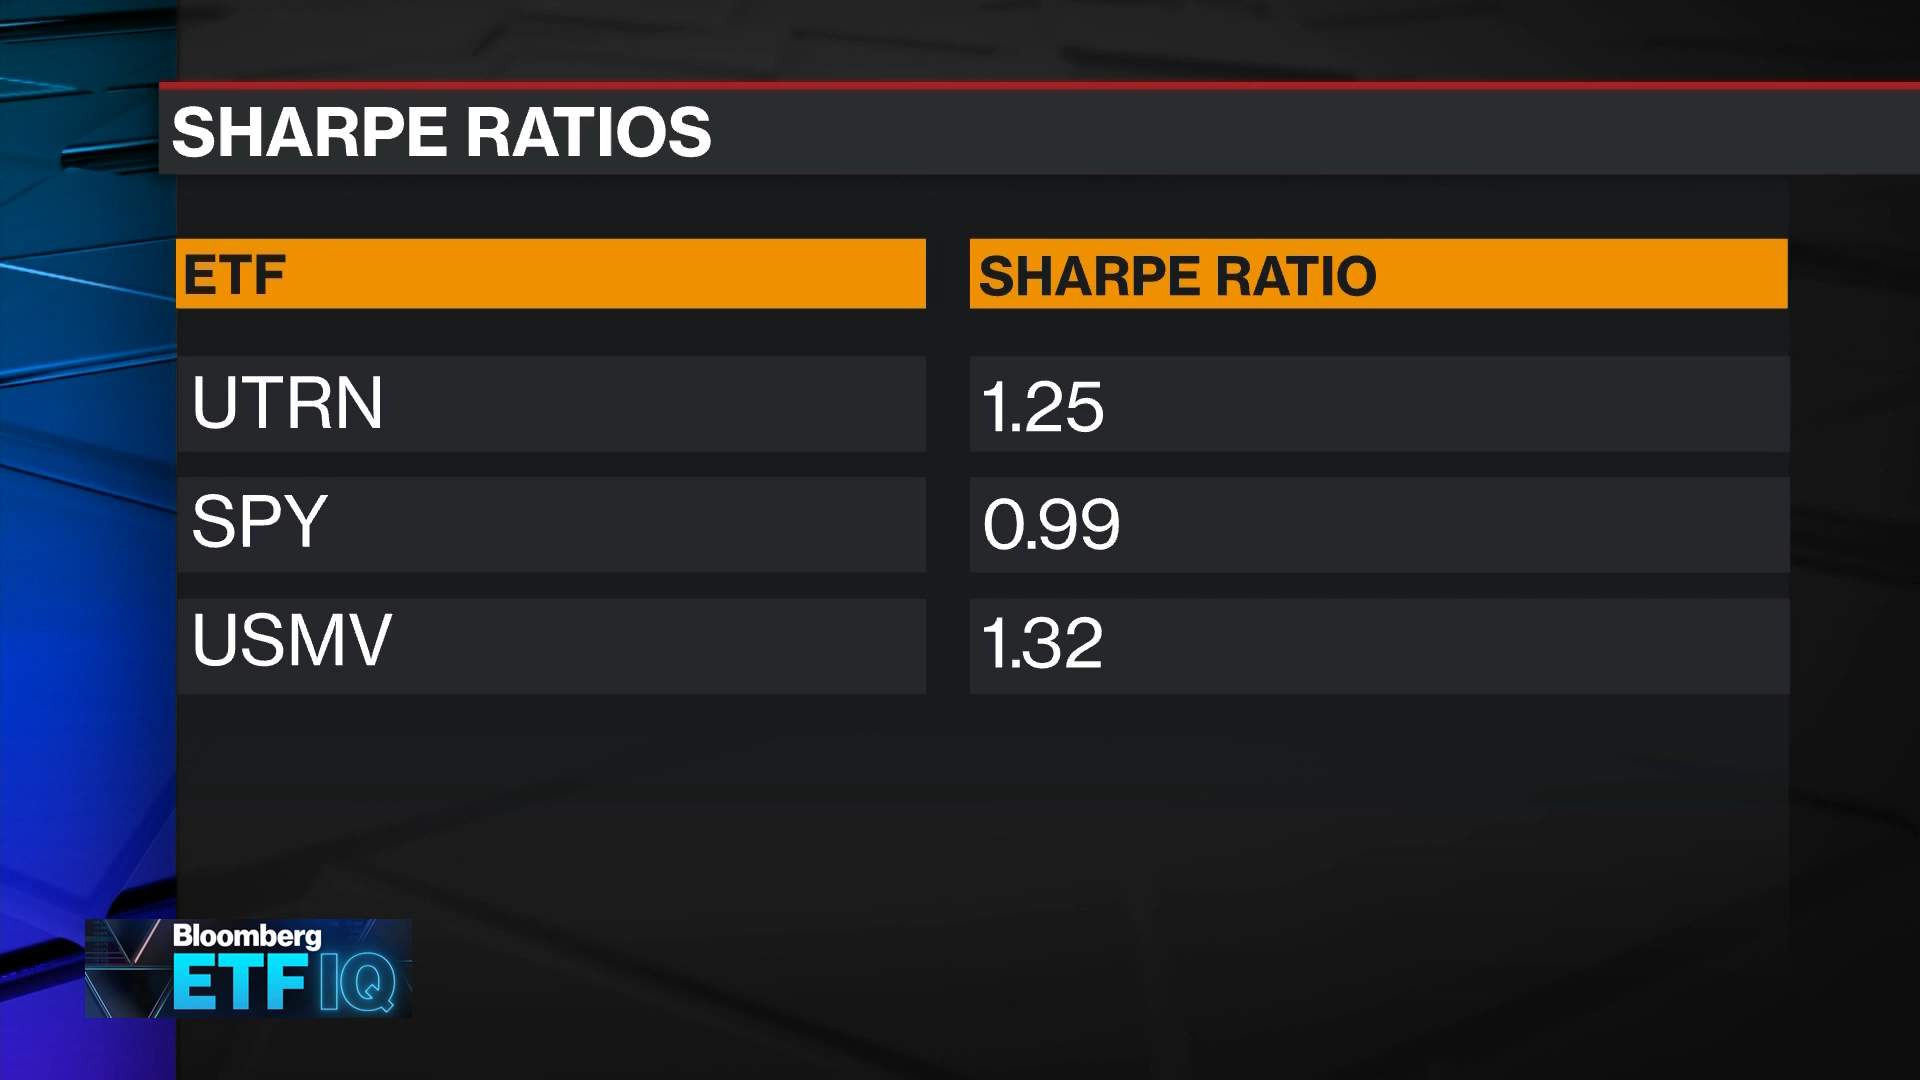 SHARPE RATIOS
ETF SHARPE RATIO
UTRN 1.25
SPY 0.99
USMV 1.32
Bloomberg
ETF IQ